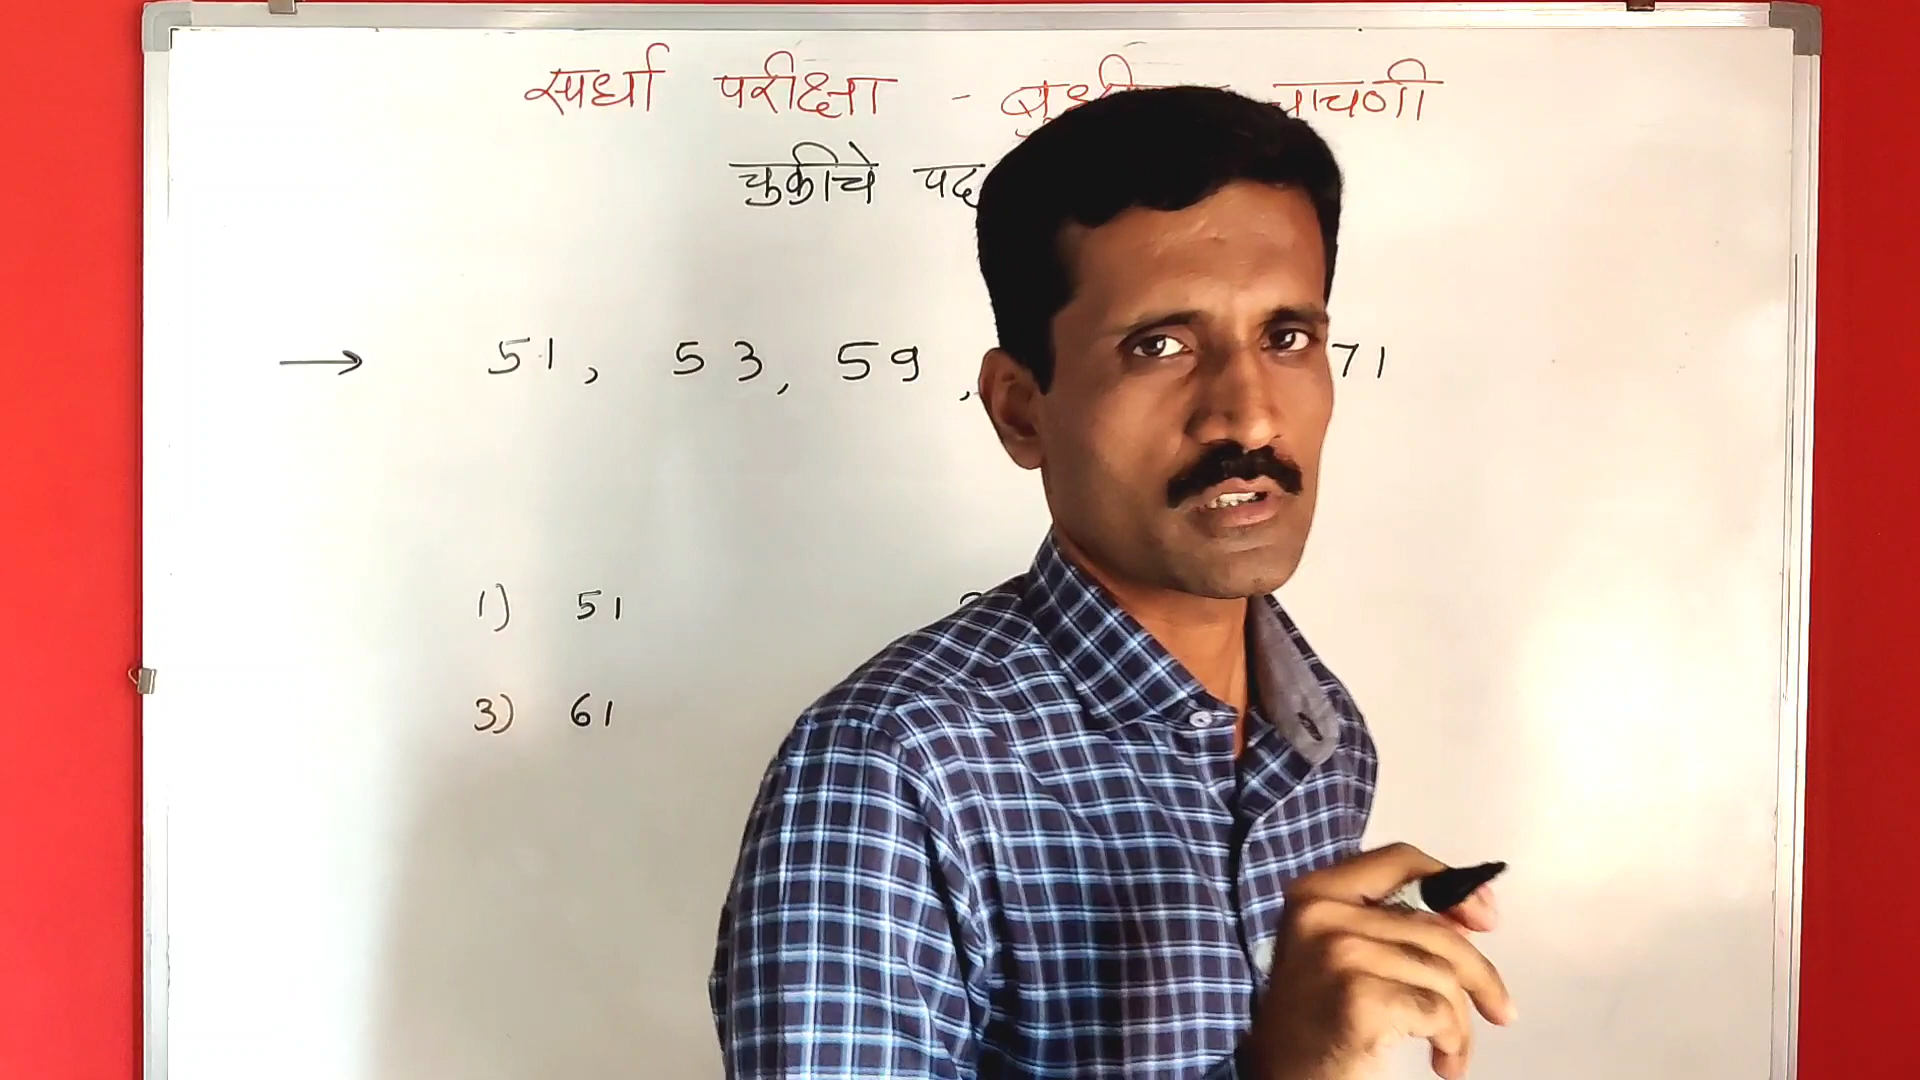 स्पर्धा परीक्षा - चाचणी
चुकीचे पद
→ 51, 53, 59, 71
1) 51
3) 61